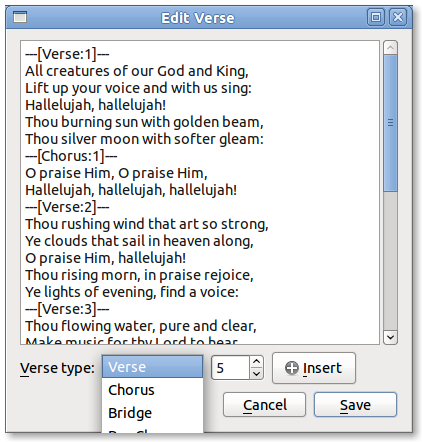 Edit Verse
---[Verse:1]---
All creatures of our God and King,
Lift up your voice and with us sing:
Hallelujah, hallelujah!
Thou burning sun with golden beam,
Thou silver moon with softer gleam:
---[Chorus:1]---
O praise Him, O praise Him,
Hallelujah, hallelujah, hallelujah!
---[Verse:2]---
Thou rushing wind that art so strong,
Ye clouds that sail in heaven along,
O praise Him, hallelujah!
Thou rising morn, in praise rejoice,
Ye lights of evening, find a voice:
---[Verse:3]---
Thou flowing water, pure and clear,
Make music for thy Lord to hear
Verse type: Verse 5 Insert
Chorus
Bridge
Cancel Save